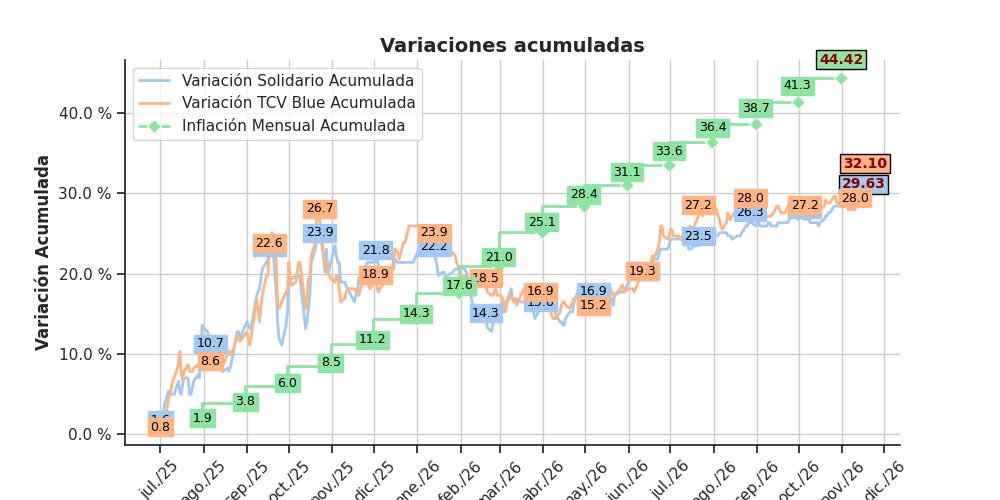 Variaciones acumuladas
Variación Solidario Acumulada
Variación TCV Blue Acumulada
Inflación Mensual Acumulada
Variación Acumulada
40.0 %
30.0 %
20.0 %
10.0 %
0.0 %
44.42
41.3
38.7
36.4
33.6
31.1
28.4
25.1
21.0
17.6
14.3
11.2
8.5
6.0
3.8
1.9
32.10
29.63
28.0
27.2
28.0
26.3
27.2
23.5
19.3
16.9
15.2
16.9
18.5
14.3
23.9
22.2
21.8
18.9
26.7
23.9
22.6
10.7
8.6
0.8
jul./25
ago./25
sep./25
oct./25
nov./25
dic./25
ene./26
feb./26
mar./26
abr./26
may./26
jun./26
jul./26
ago./26
sep./26
oct./26
nov./26
dic./26